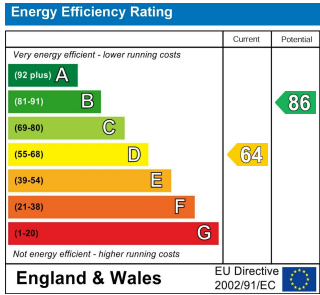 Energy Efficiency Rating
Current Potential
Very energy efficient - lower running costs
(92 plus) A
(81-91) B
86
(69-80) C
(55-68) D
64
(39-54) E
(21-38) F
(1-20) G
Not energy efficient - higher running costs
England & Wales
EU Directive
2002/91/EC